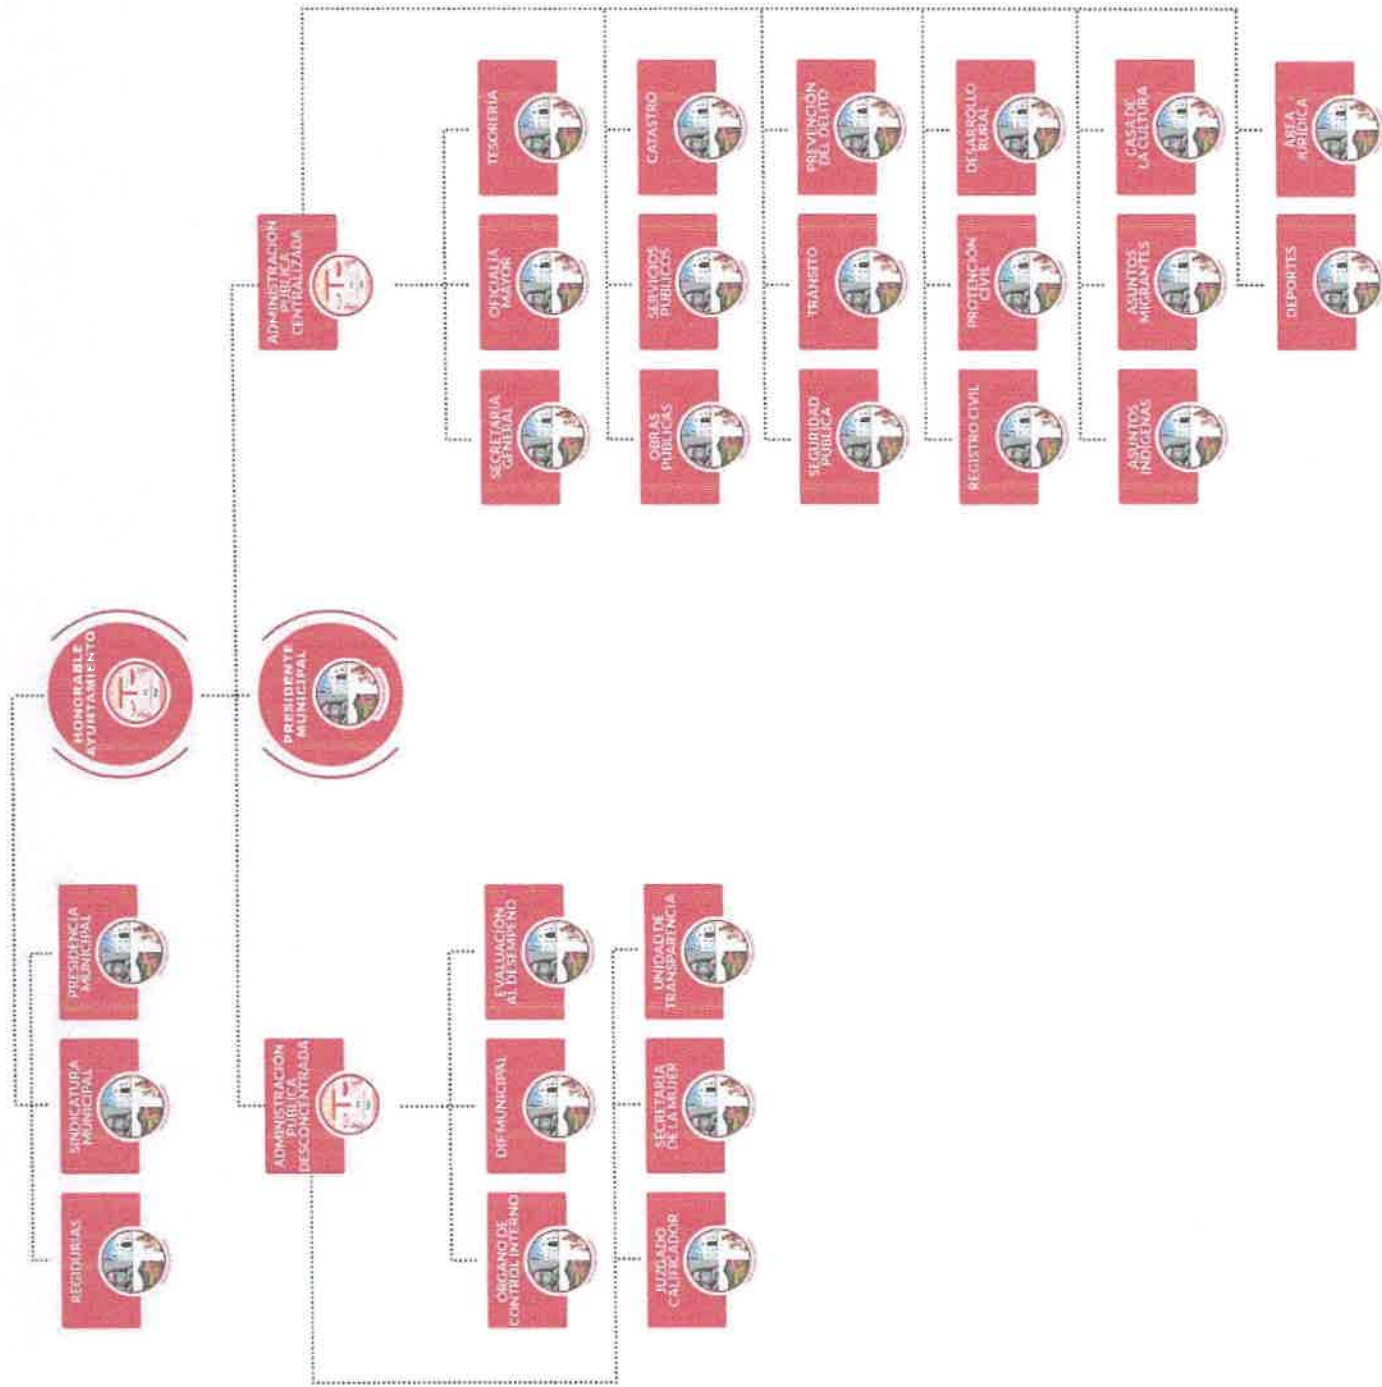 HONORABLE
AYUNTAMIENTO
REGIDURIAS
SINDICATURA
MUNICIPAL
PRESIDENCIA
MUNICIPAL
PRESIDENTE
MUNICIPAL
ADMINISTRACIÓN
PÚBLICA
DESCONCENTRADA
ADMINISTRACIÓN
PÚBLICA
CENTRALIZADA
ÓRGANO DE
CONTROL INTERNO
DIF MUNICIPAL
EVALUACIÓN
AL DESEMPEÑO
JUZGADO
CALIFICADOR
SECRETARÍA
DE LA MUJER
UNIDAD DE
TRANSPARENCIA
SECRETARIA
GENERAL
OFICIALÍA
MAYOR
TESORERÍA
OBRAS
PÚBLICAS
SERVICIOS
PÚBLICOS
CATASTRO
SEGURIDAD
PÚBLICA
TRÁNSITO
PREVENCIÓN
DEL DELITO
REGISTRO CIVIL
PROTENCIÓN
CIVIL
DESARROLLO
RURAL
ASUNTOS
INDÍGENAS
ASUNTOS
MIGRANTES
CASA DE
LA CULTURA
DEPORTES
ÁREA
JURÍDICA